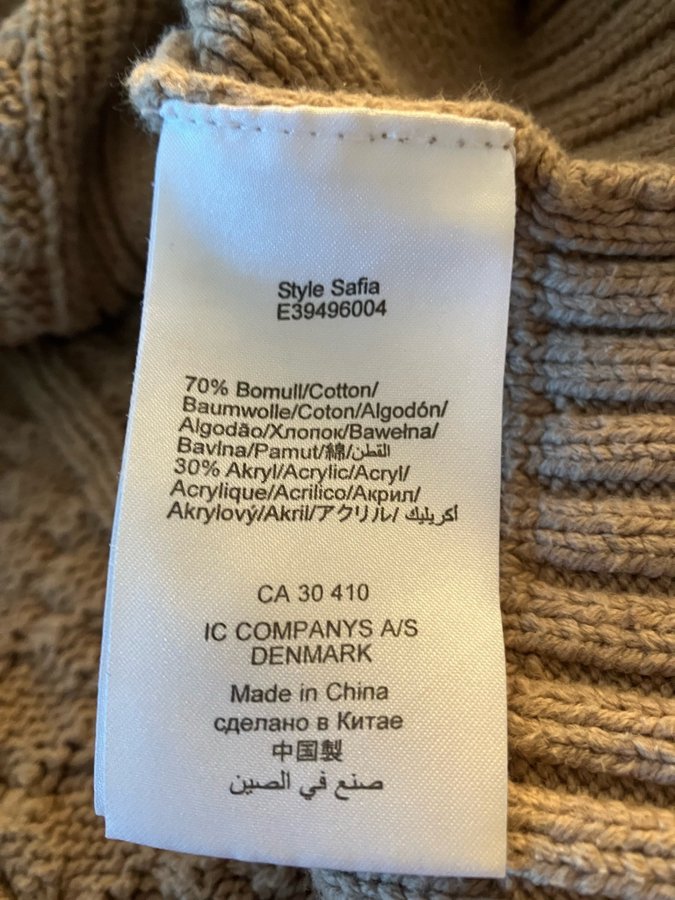 Style Safia
E39496004
70% Bomull/Cotton/
Baumwolle/Coton/Algodón/
Algodão/Хлопок/Bawełna/
Bavlna/Pamut/綿/القطن
30% Akryl/Acrylic/Acryl/
Acrylique/Acrilico/Акрил/
Akrylový/Akril/アクリル/ أكريليك
CA 30 410
IC COMPANYS A/S
DENMARK
Made in China
сделано в Китае
中国製
صنع في الصين